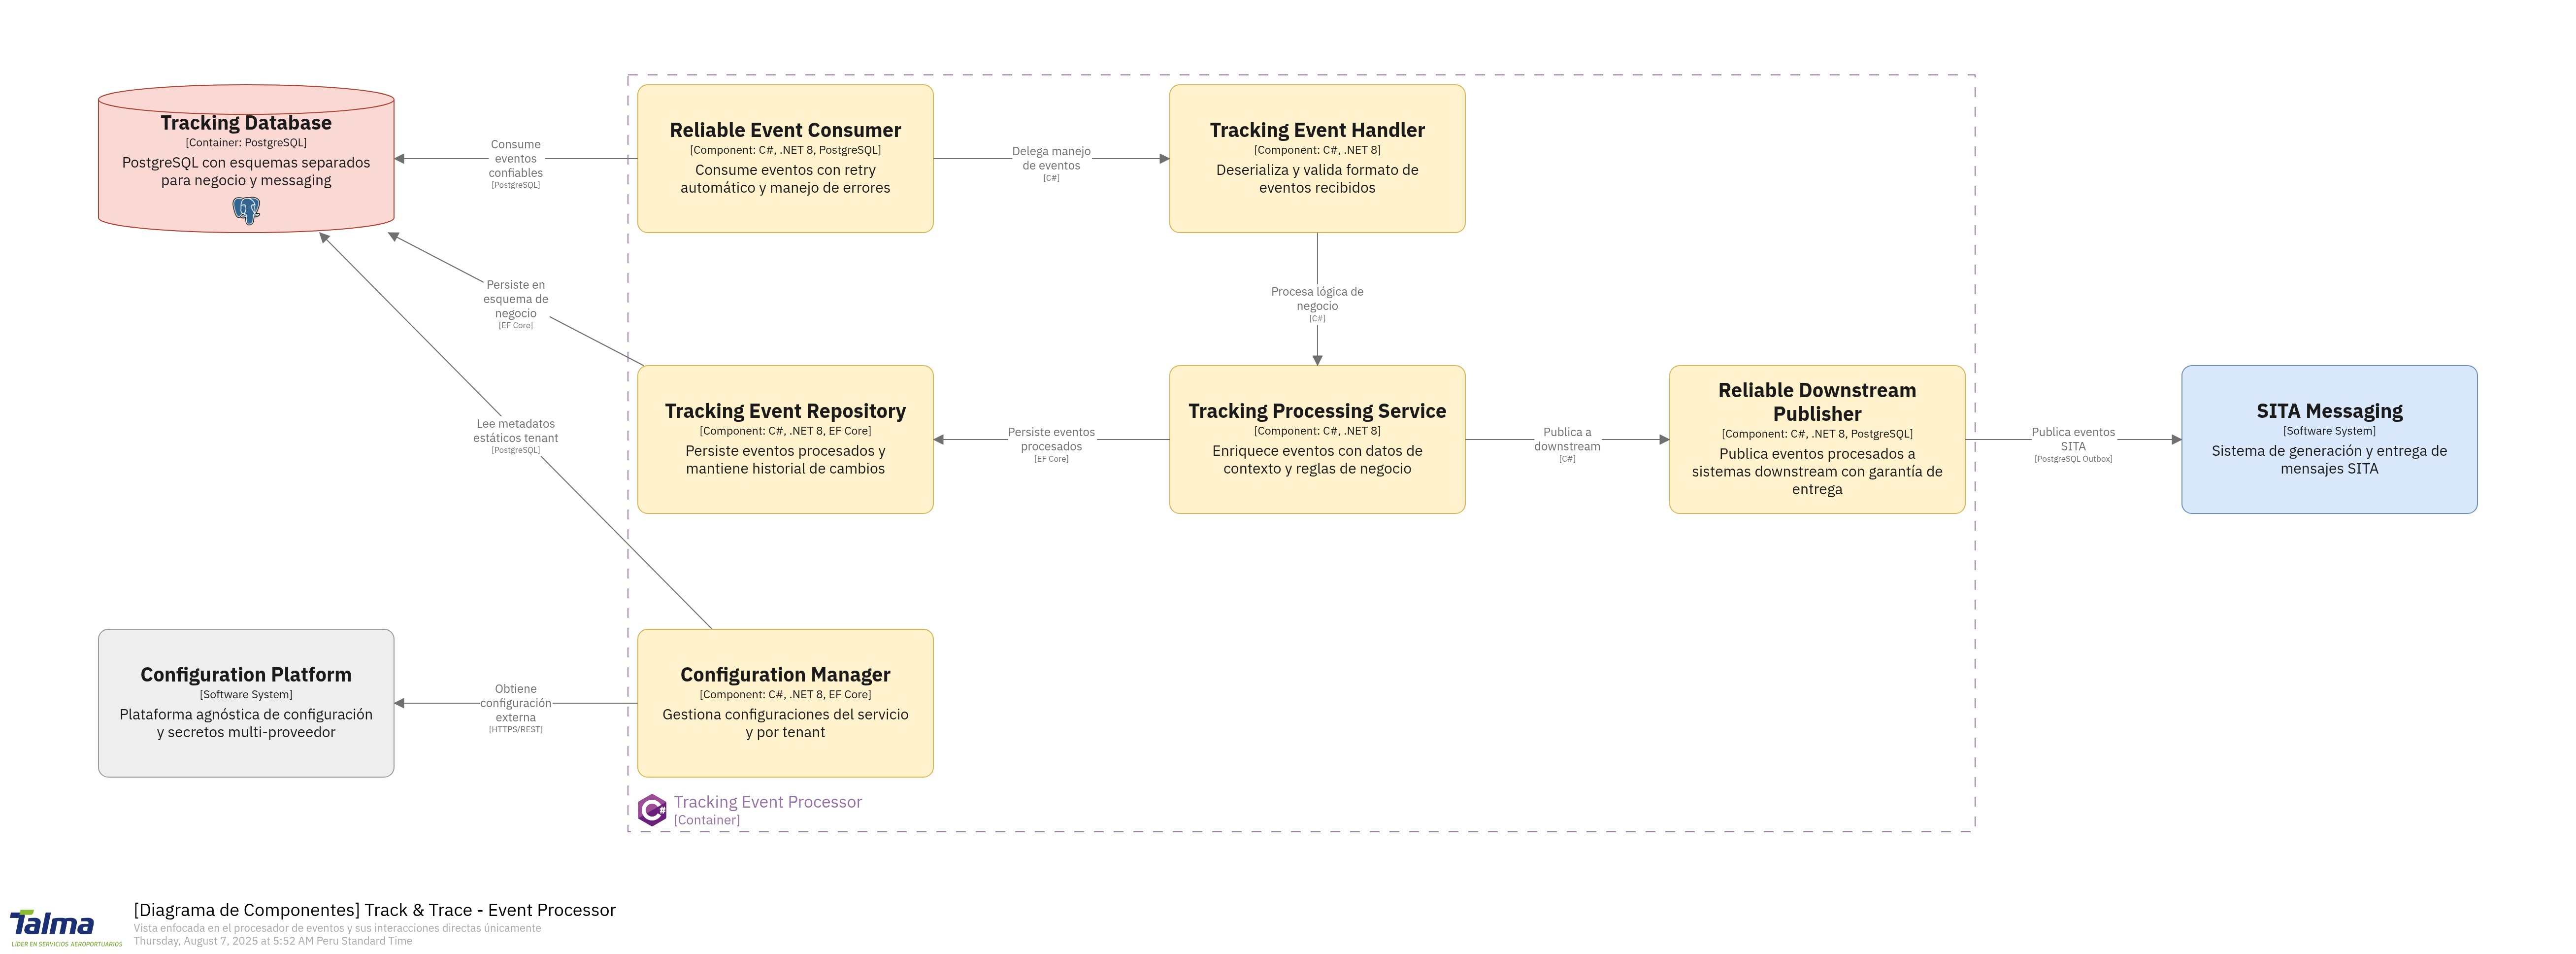 Tracking Database
[Container: PostgreSQL]
PostgreSQL con esquemas separados
para negocio y messaging
Consume
eventos
confiables
[PostgreSQL]
Reliable Event Consumer
[Component: C#, .NET 8, PostgreSQL]
Consume eventos con retry
automático y manejo de errores
Delega manejo
de eventos
[C#]
Tracking Event Handler
[Component: C#, .NET 8]
Deserializa y valida formato de
eventos recibidos
Persiste en
esquema de
negocio
[EF Core]
Procesa lógica de
negocio
[C#]
Lee metadatos
estáticos tenant
[PostgreSQL]
Tracking Event Repository
[Component: C#, .NET 8, EF Core]
Persiste eventos procesados y
mantiene historial de cambios
Persiste eventos
procesados
[EF Core]
Tracking Processing Service
[Component: C#, .NET 8]
Enriquece eventos con datos de
contexto y reglas de negocio
Publica a
downstream
[C#]
Reliable Downstream
Publisher
[Component: C#, .NET 8, PostgreSQL]
Publica eventos procesados a
sistemas downstream con garantía de
entrega
Publica eventos
SITA
[PostgreSQL Outbox]
SITA Messaging
[Software System]
Sistema de generación y entrega de
mensajes SITA
Configuration Platform
[Software System]
Plataforma agnóstica de configuración
y secretos multi-proveedor
Obtiene
configuración
externa
[HTTPS/REST]
Configuration Manager
[Component: C#, .NET 8, EF Core]
Gestiona configuraciones del servicio
y por tenant
C#
Tracking Event Processor
[Container]
Talma
LÍDER EN SERVICIOS AEROPORTUARIOS
[Diagrama de Componentes] Track & Trace - Event Processor
Vista enfocada en el procesador de eventos y sus interacciones directas únicamente
Thursday, August 7, 2025 at 5:52 AM Peru Standard Time